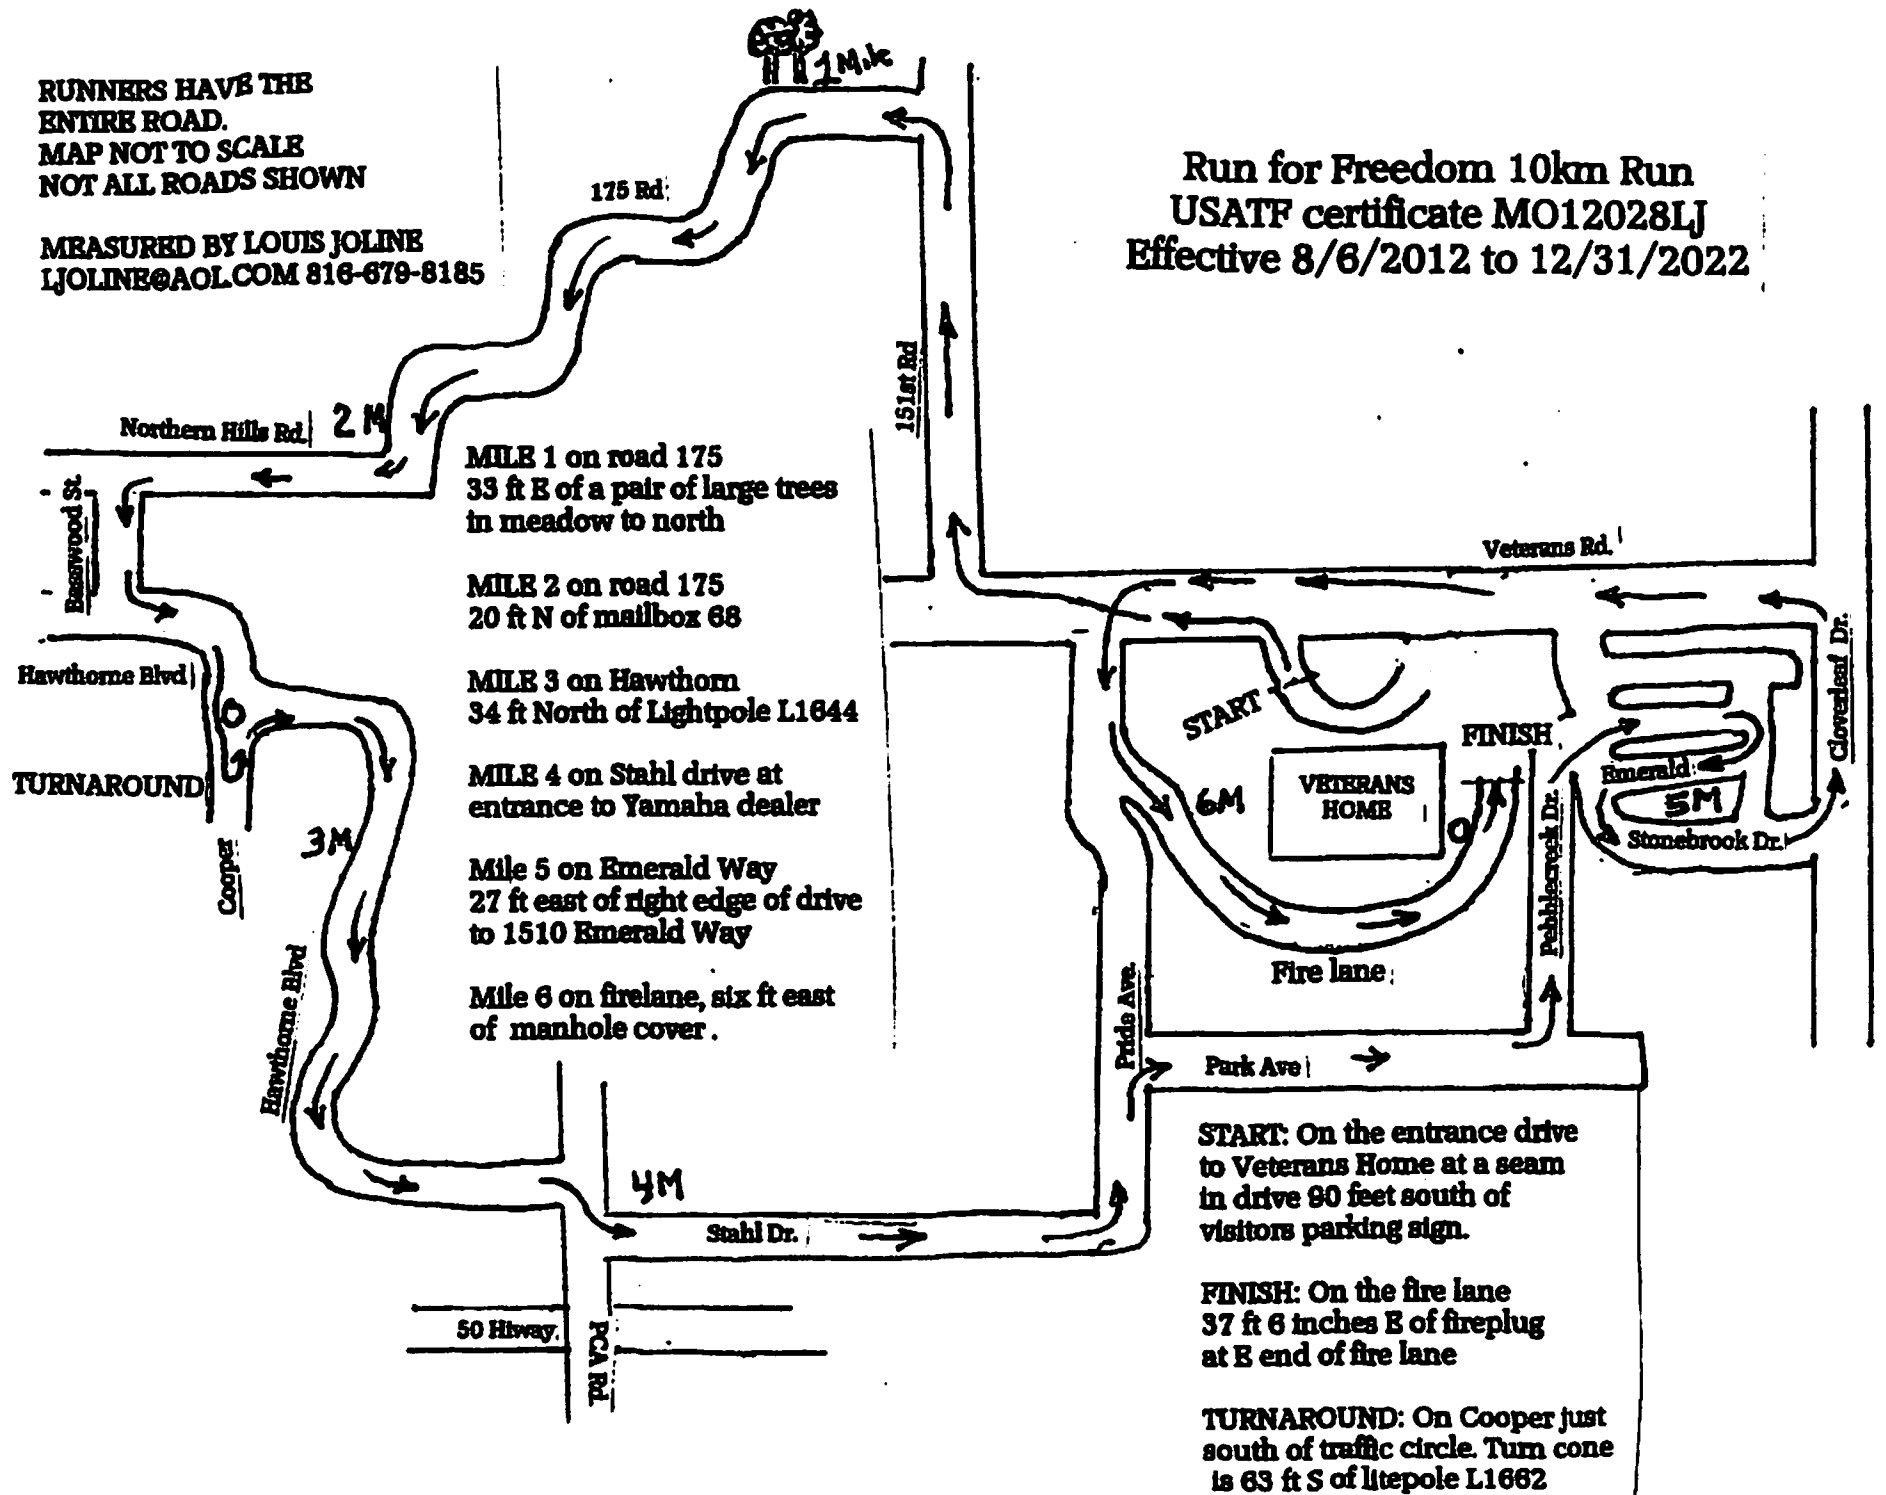 RUNNERS HAVE THE
ENTIRE ROAD.
MAP NOT TO SCALE
NOT ALL ROADS SHOWN
MEASURED BY LOUIS JOLINE
LJOLINE@AOL.COM 816-679-8185
1 Mile
Run for Freedom 10km Run
USATF certificate MO12028LJ
Effective 8/6/2012 to 12/31/2022
175 Rd
151st Rd
Northern Hills Rd.
2 M
Basswood St.
Hawthorne Blvd
TURNAROUND
Cooper
3M
Hawthorne Blvd
MILE 1 on road 175
33 ft E of a pair of large trees
in meadow to north
MILE 2 on road 175
20 ft N of mailbox 68
MILE 3 on Hawthorn
34 ft North of Lightpole L1644
MILE 4 on Stahl drive at
entrance to Yamaha dealer
Mile 5 on Emerald Way
27 ft east of right edge of drive
to 1510 Emerald Way
Mile 6 on firelane, six ft east
of manhole cover.
Veterans Rd.
Cloverleaf Dr.
START
FINISH
VETERANS
HOME
6M
Emerald
5M
Stonebrook Dr.
Pebblecreek Dr.
Fire lane
Pride Ave.
Park Ave
4M
Stahl Dr.
50 Hiway
PCA Rd
START: On the entrance drive
to Veterans Home at a seam
in drive 90 feet south of
visitors parking sign.
FINISH: On the fire lane
37 ft 6 inches E of fireplug
at E end of fire lane
TURNAROUND: On Cooper just
south of traffic circle. Turn cone
is 63 ft S of litepole L1662